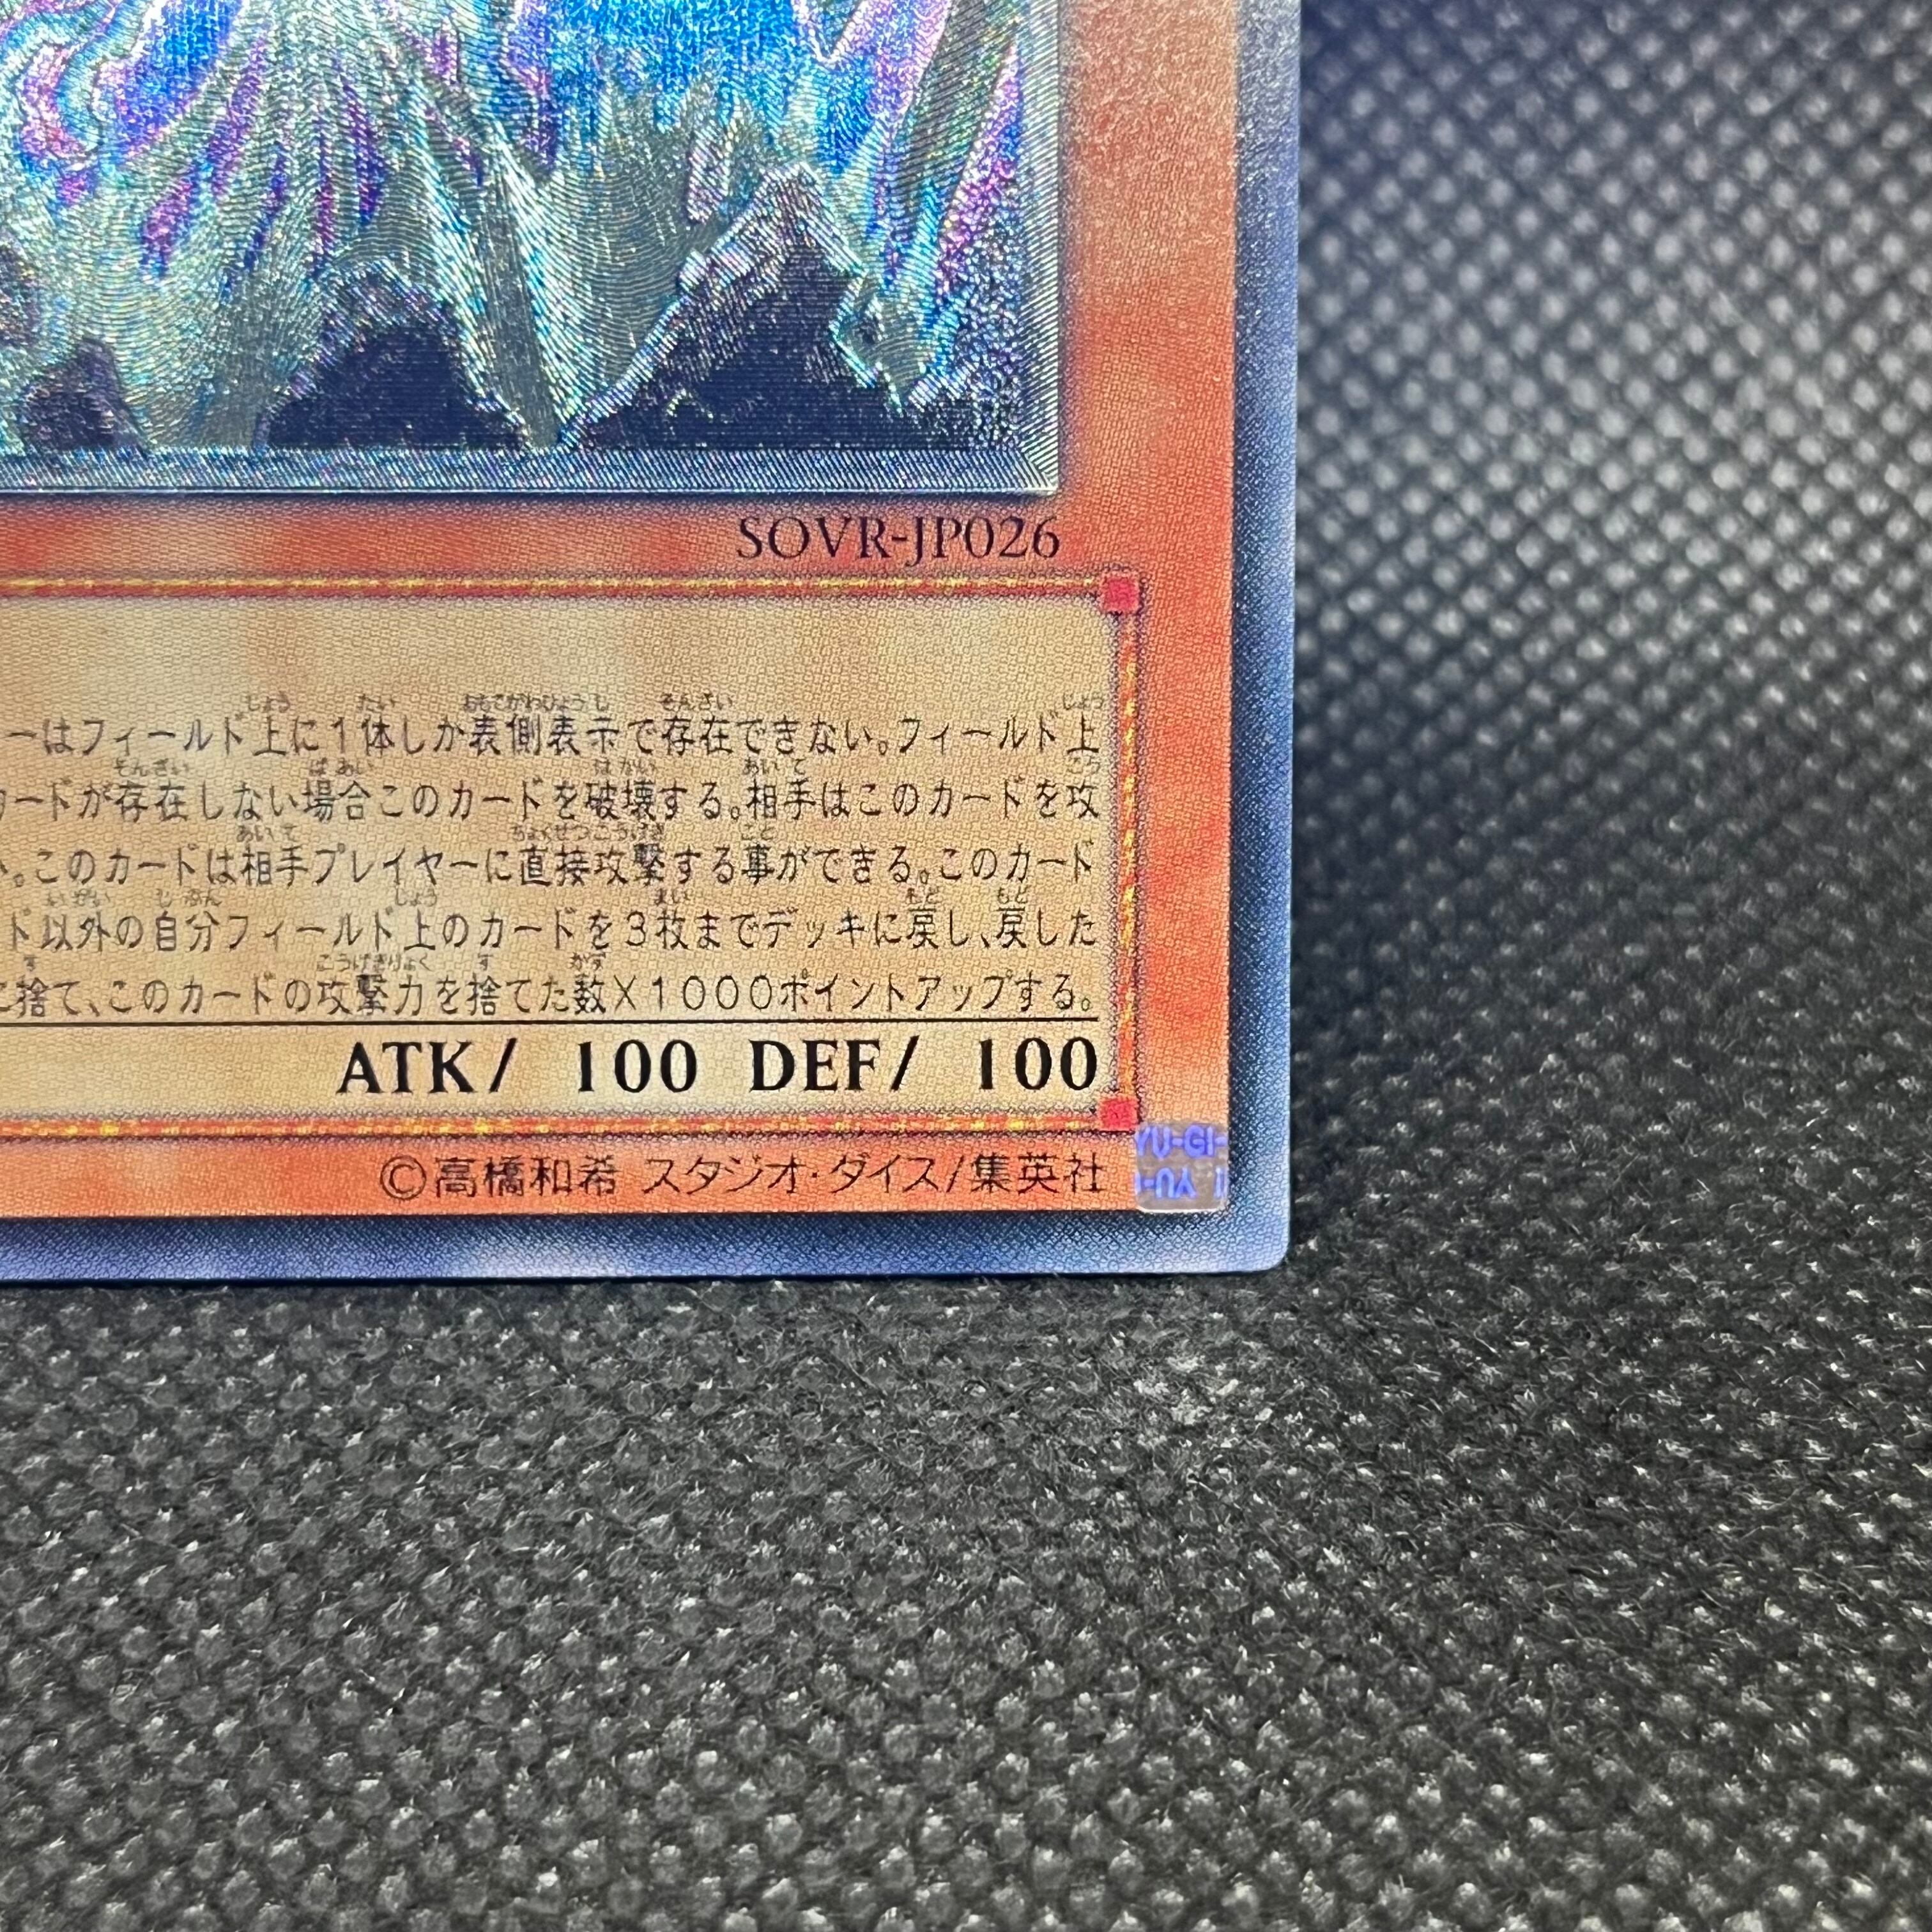 SOVR-JP026
ーはフィールド上に1体しか表側表示で存在できない。フィールド上
カードが存在しない場合このカードを破壊する。相手はこのカードを攻
い。このカードは相手プレイヤーに直接攻撃する事ができる。このカード
ド以外の自分フィールド上のカードを3枚までデッキに戻し、戻した
に捨て、このカードの攻撃力を捨てた数×1000ポイントアップする。
ATK/ 100 DEF/ 100
©高橋和希 スタジオ・ダイス/集英社
YU-GI-